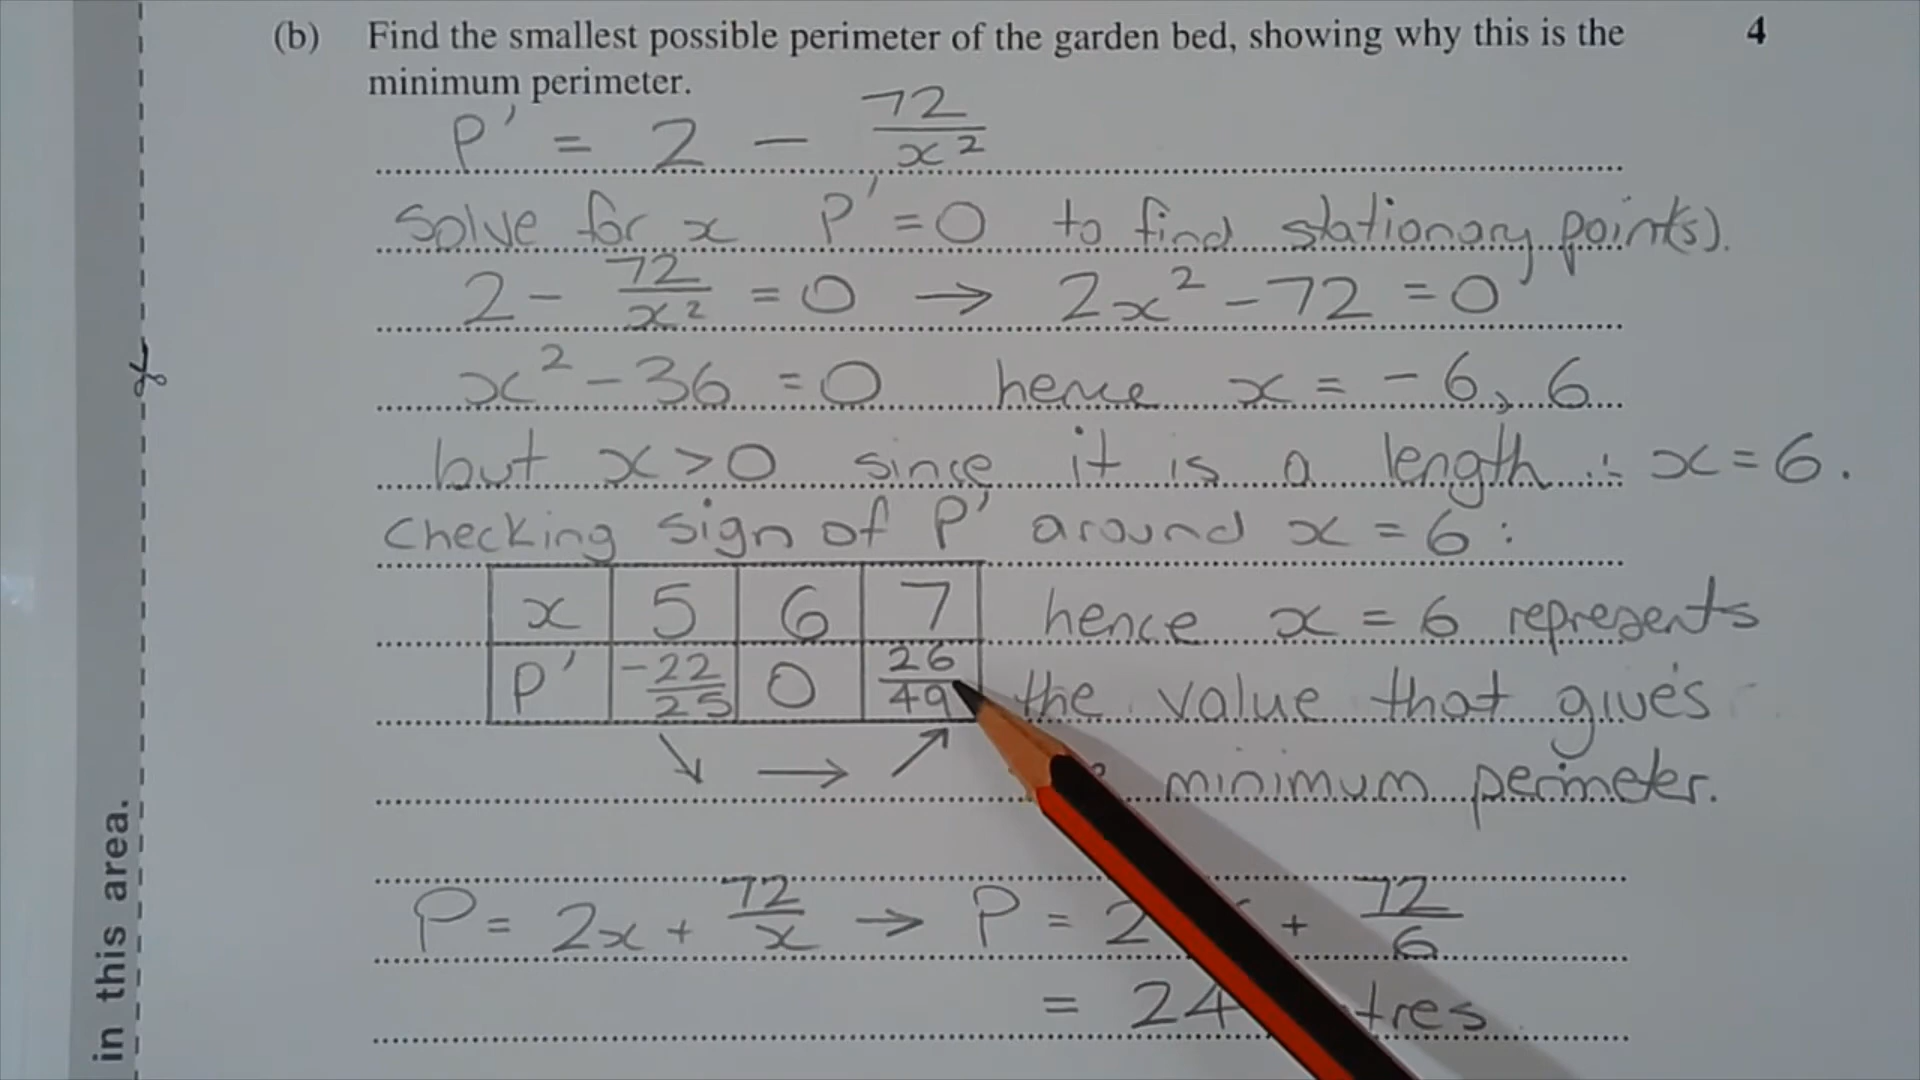 (b) Find the smallest possible perimeter of the garden bed, showing why this is the 4
minimum perimeter.
P' = 2 - 72/x²
Solve for x P' = 0 to find stationary point(s).
2 - 72/x² = 0 → 2x² - 72 = 0
x² - 36 = 0 hence x = -6, 6
but x > 0 since it is a length ∴ x = 6.
Checking sign of P' around x = 6 :
x 5 6 7 hence x = 6 represents
P' -22/25 0 26/49 the value that gives
↘ → ↗ minimum perimeter.
P = 2x + 72/x → P = 2 + 72/6
= 24 tres
in this area.